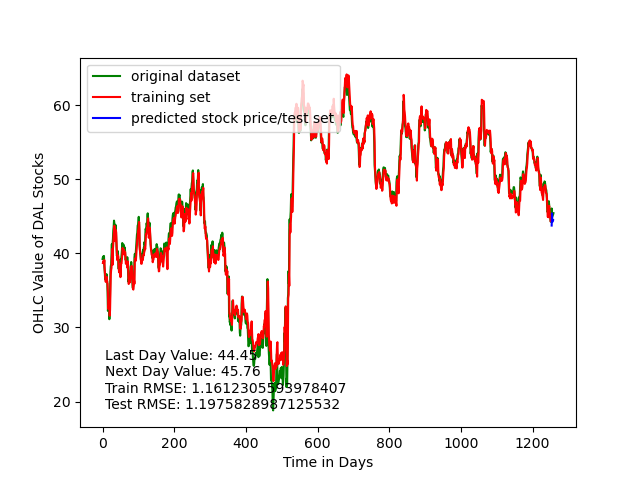 original dataset
training set
predicted stock price/test set
60
50
40
30
20
OHLC Value of DAL Stocks
Last Day Value: 44.45
Next Day Value: 45.76
Train RMSE: 1.1612305593978407
Test RMSE: 1.1975828987125532
0 200 400 600 800 1000 1200
Time in Days